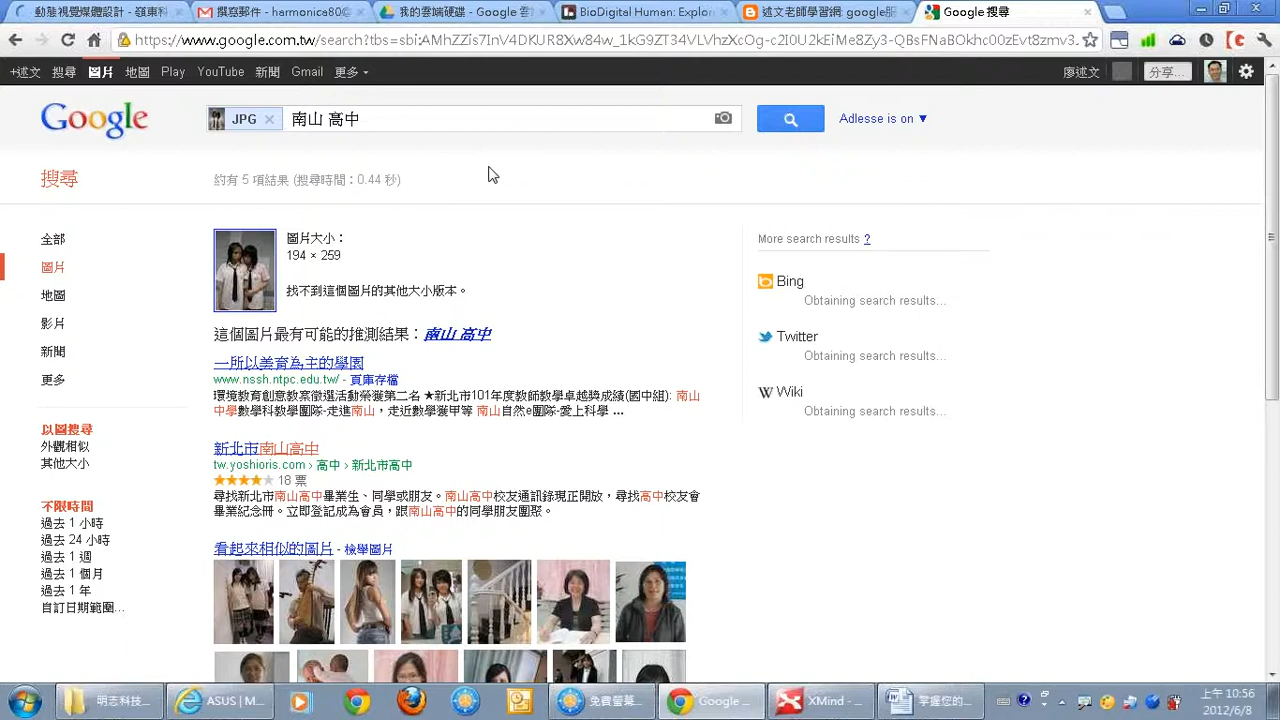 動態視覺媒體設計 - 嶺東科
撰寫郵件 - harmonica80@
我的雲端硬碟 - Google 雲
BioDigital Human: Explor
述文老師學習網: google服
Google 搜尋
https://www.google.com.tw/search?tbs=sbi:AMhZZis7InV4DKUR8Xw84w_1kG9ZT34VLVhzXcOg-c2I0U2kEiMe8Zy3-QBsFNaBOkhc00zEvt8zmv3
+述文 搜尋 圖片 地圖 Play YouTube 新聞 Gmail 更多
廖述文 分享...
Google JPG 南山 高中 Adlesse is on ▼
搜尋
約有 5 項結果 (搜尋時間：0.44 秒)
全部
圖片
地圖
影片
新聞
更多
以圖搜尋
外觀相似
其他大小
不限時間
過去 1 小時
過去 24 小時
過去 1 週
過去 1 個月
過去 1 年
自訂日期範圍...
圖片大小：
194 × 259
找不到這個圖片的其他大小版本。
這個圖片最有可能的推測結果：南山 高中
一所以美育為主的學園
www.nssh.ntpc.edu.tw/ - 頁庫存檔
環境教育創意教案徵選活動榮獲第二名 ★新北市101年度教師教學卓越獎成績(國中組): 南山
中學數學科教學團隊-走進南山，走近數學獲甲等 南山自然e團隊-愛上科學 ...
新北市南山高中
tw.yoshioris.com › 高中 › 新北市高中
18 票
尋找新北市南山高中畢業生、同學或朋友。南山高中校友通訊錄現正開放，尋找高中校友會
畢業紀念冊。立即登記成為會員，跟南山高中的同學朋友團聚。
看起來相似的圖片 - 檢舉圖片
More search results ?
Bing
Obtaining search results...
Twitter
Obtaining search results...
Wiki
Obtaining search results...
明志科技...
ASUS | M...
免費螢幕...
Google ...
XMind - ...
掌握您的...
上午 10:56
2012/6/8